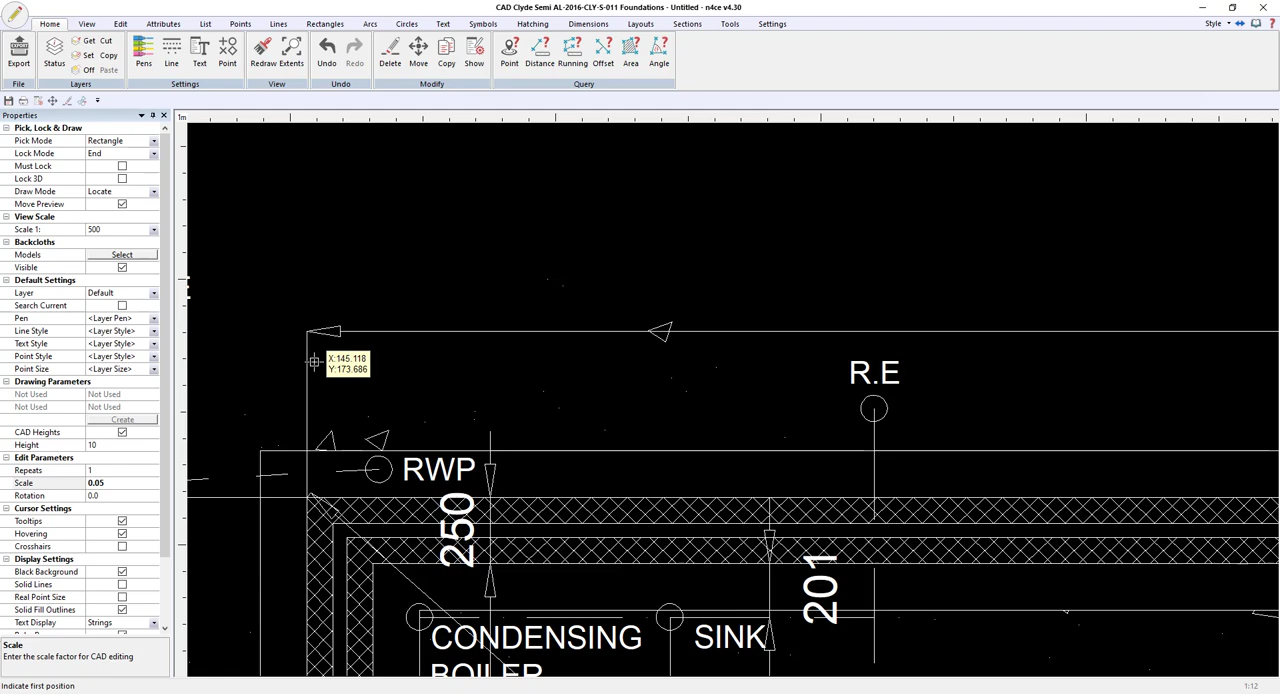 CAD Clyde Semi AL-2016-CLY-S-011 Foundations - Untitled - n4ce v4.30
Home View Edit Attributes List Points Lines Rectangles Arcs Circles Text Symbols Hatching Dimensions Layouts Sections Tools Settings Style
Get Cut
Set Copy
Off Paste
Export Status Pens Line Text Point Redraw Extents Undo Redo Delete Move Copy Show Point Distance Running Offset Area Angle
File Layers Settings View Undo Modify Query
Properties
1m
Pick, Lock & Draw
Pick Mode Rectangle
Lock Mode End
Must Lock
Lock 3D
Draw Mode Locate
Move Preview
View Scale
Scale 1: 500
Backcloths
Models Select
Visible
Default Settings
Layer Default
Search Current
Pen <Layer Pen>
Line Style <Layer Style>
Text Style <Layer Style>
Point Style <Layer Style>
Point Size <Layer Size>
Drawing Parameters
Not Used Not Used
Not Used Not Used
Create
CAD Heights
Height 10
Edit Parameters
Repeats 1
Scale 0.05
Rotation 0.0
Cursor Settings
Tooltips
Hovering
Crosshairs
Display Settings
Black Background
Solid Lines
Real Point Size
Solid Fill Outlines
Text Display Strings
Scale
Enter the scale factor for CAD editing
Indicate first position
X:145.118
Y:173.686
R.E
RWP
250
201
CONDENSING
BOILER
SINK
1:12